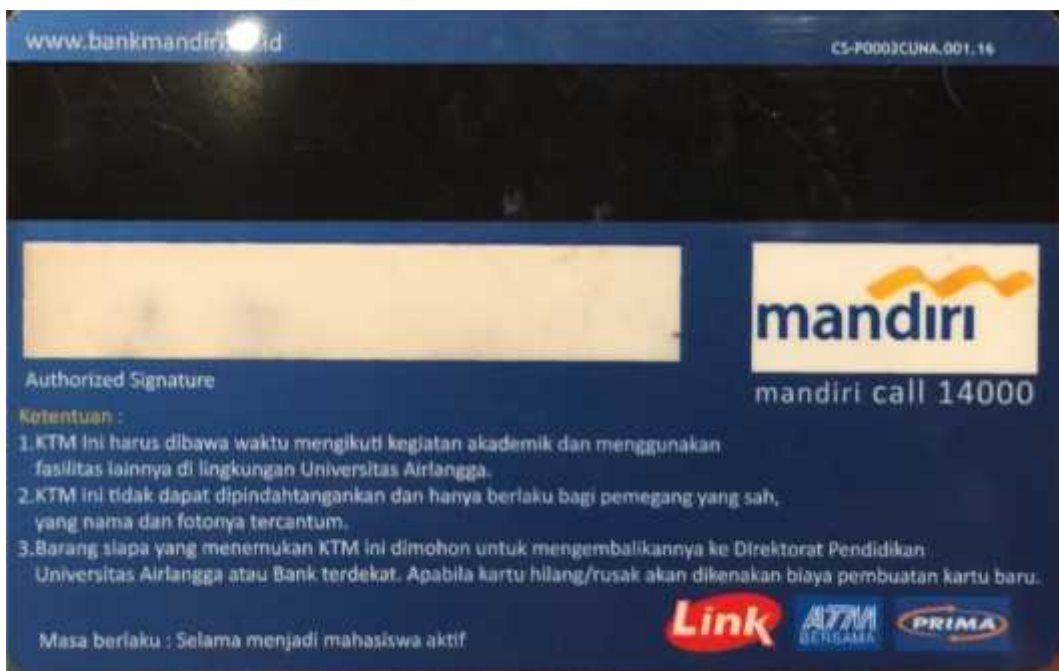 www.bankmandiri. id
CS-P0003CUNA.001.16
mandiri
Authorized Signature
mandiri call 14000
Ketentuan :
1.KTM Ini harus dibawa waktu mengikuti kegiatan akademik dan menggunakan
fasilitas lainnya di lingkungan Universitas Airlangga.
2.KTM ini tidak dapat dipindahtangankan dan hanya berlaku bagi pemegang yang sah,
yang nama dan fotonya tercantum.
3.Barang siapa yang menemukan KTM ini dimohon untuk mengembalikannya ke Direktorat Pendidikan
Universitas Airlangga atau Bank terdekat. Apabila kartu hilang/rusak akan dikenakan biaya pembuatan kartu baru.
Link ATM BERSAMA PRIMA
Masa berlaku : Selama menjadi mahasiswa aktif